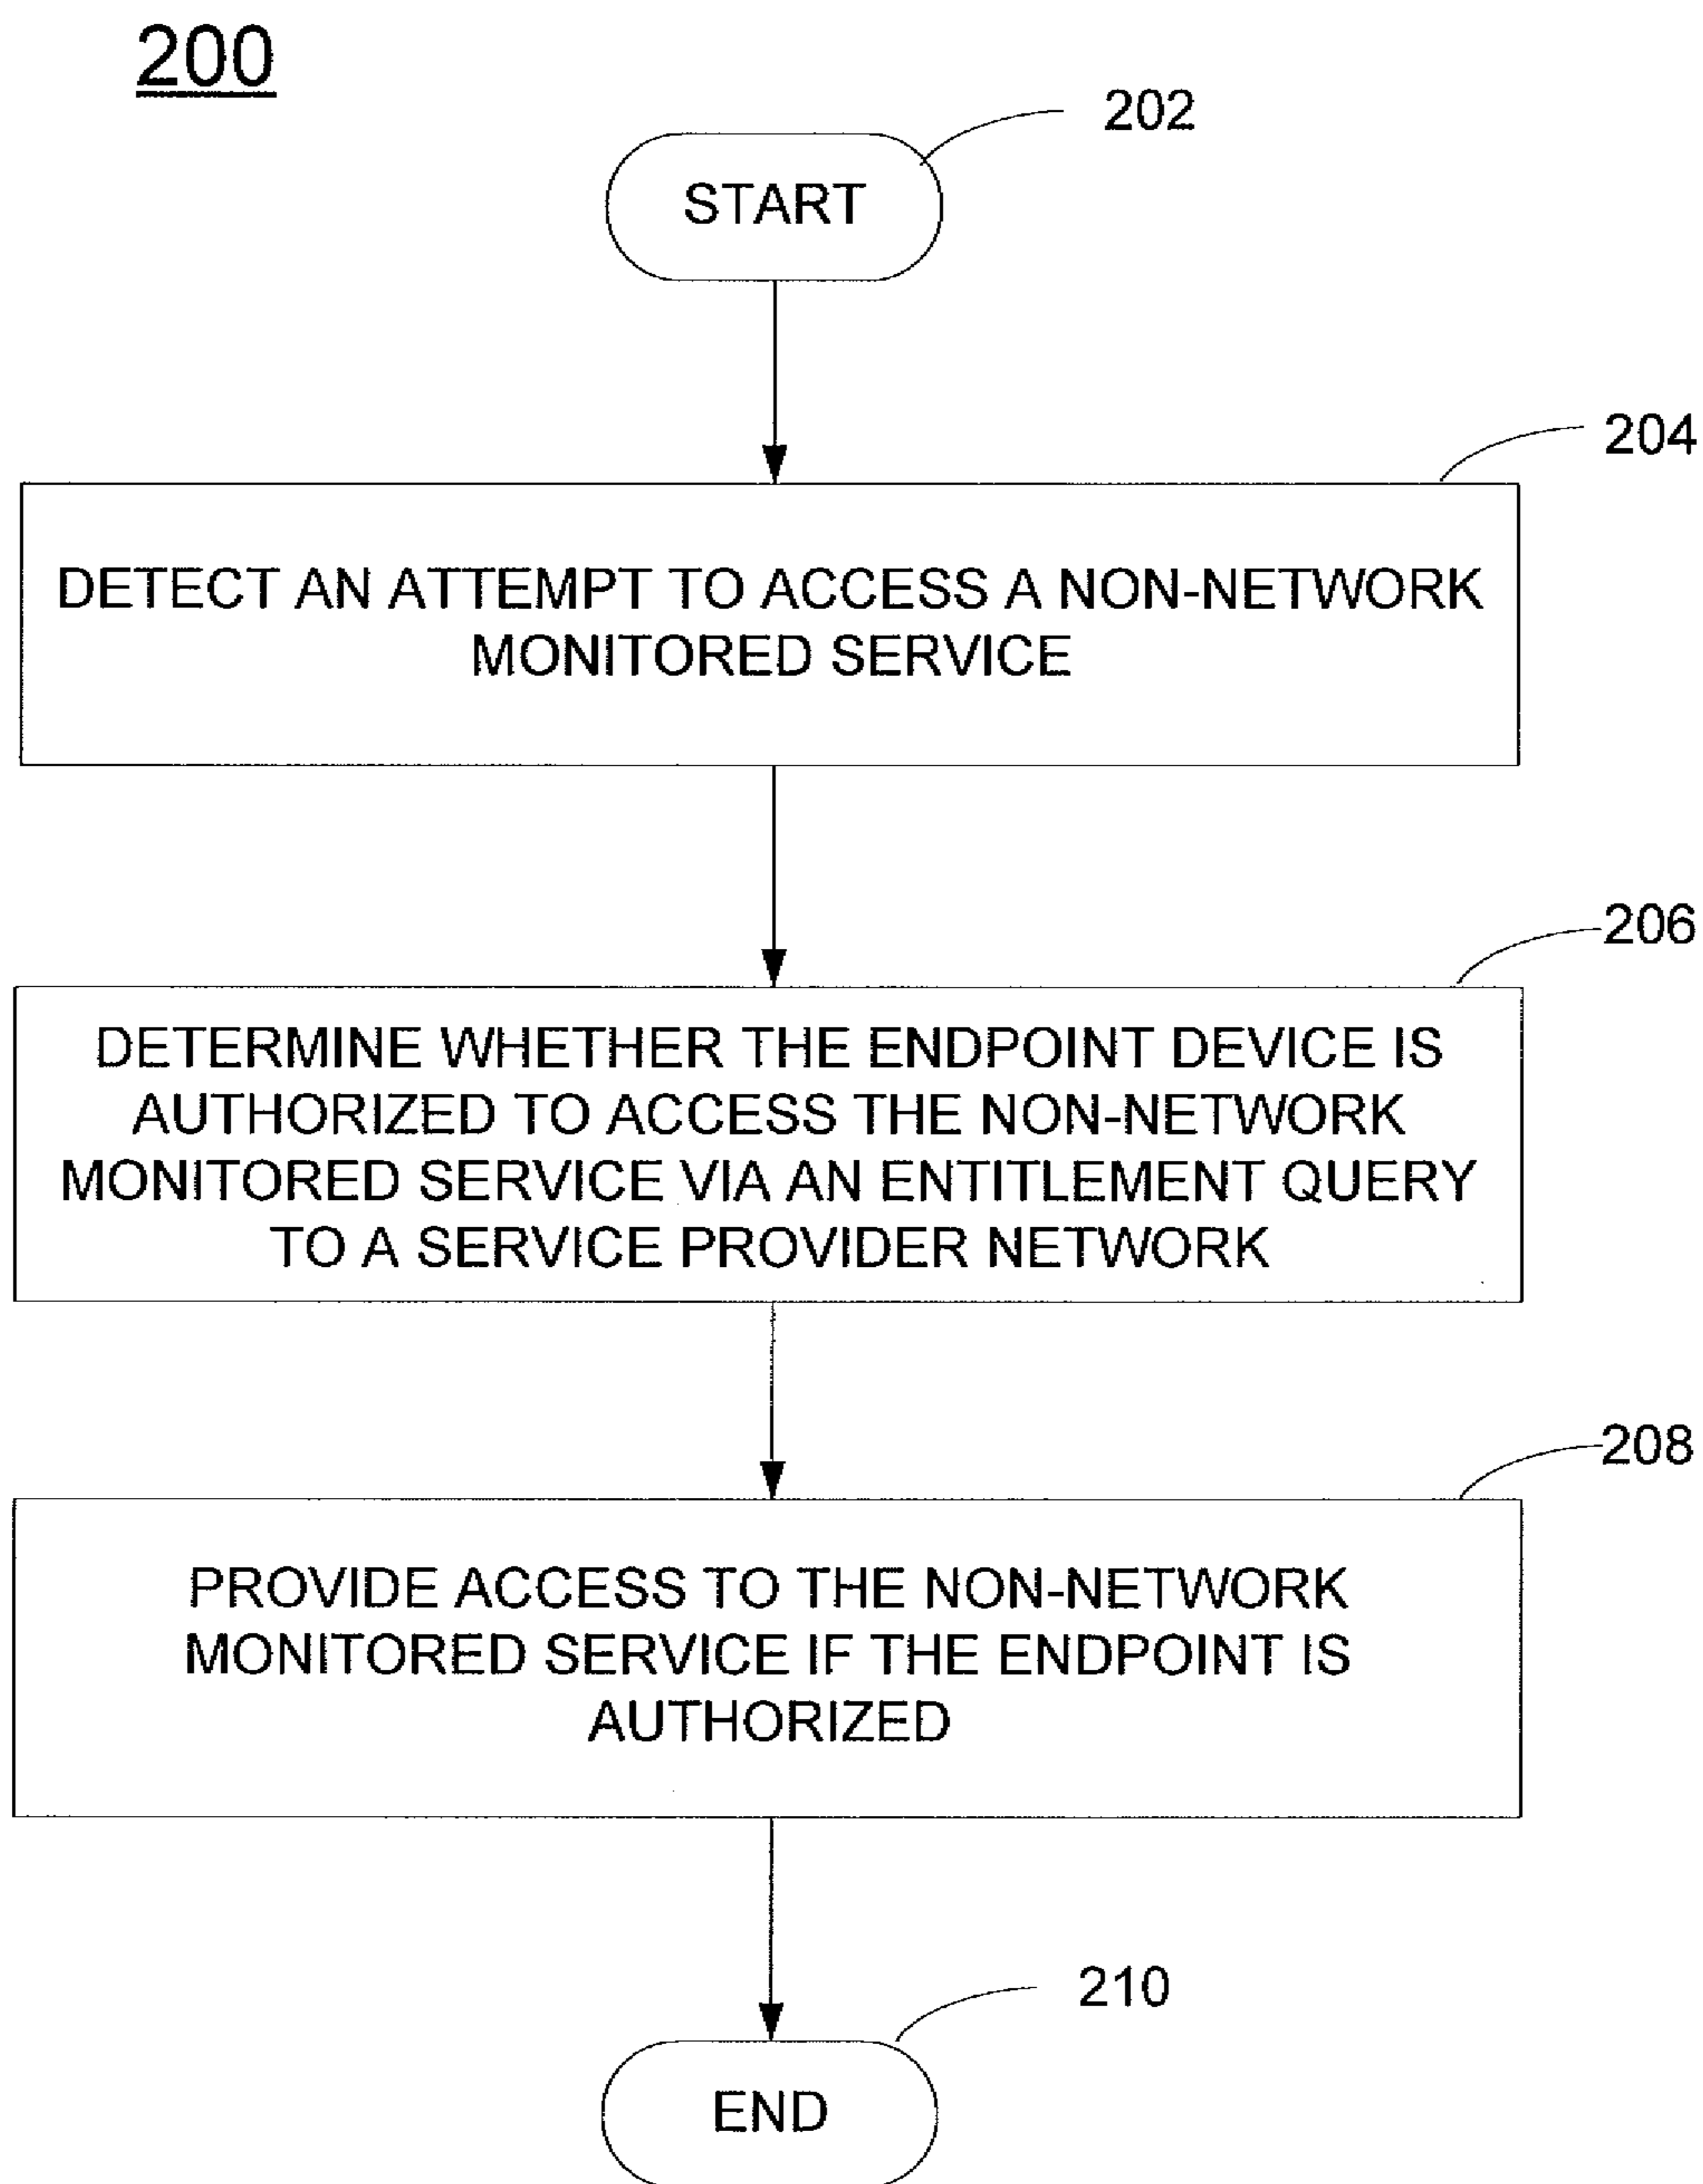 200
202
START
204
DETECT AN ATTEMPT TO ACCESS A NON-NETWORK
MONITORED SERVICE
206
DETERMINE WHETHER THE ENDPOINT DEVICE IS
AUTHORIZED TO ACCESS THE NON-NETWORK
MONITORED SERVICE VIA AN ENTITLEMENT QUERY
TO A SERVICE PROVIDER NETWORK
208
PROVIDE ACCESS TO THE NON-NETWORK
MONITORED SERVICE IF THE ENDPOINT IS
AUTHORIZED
210
END